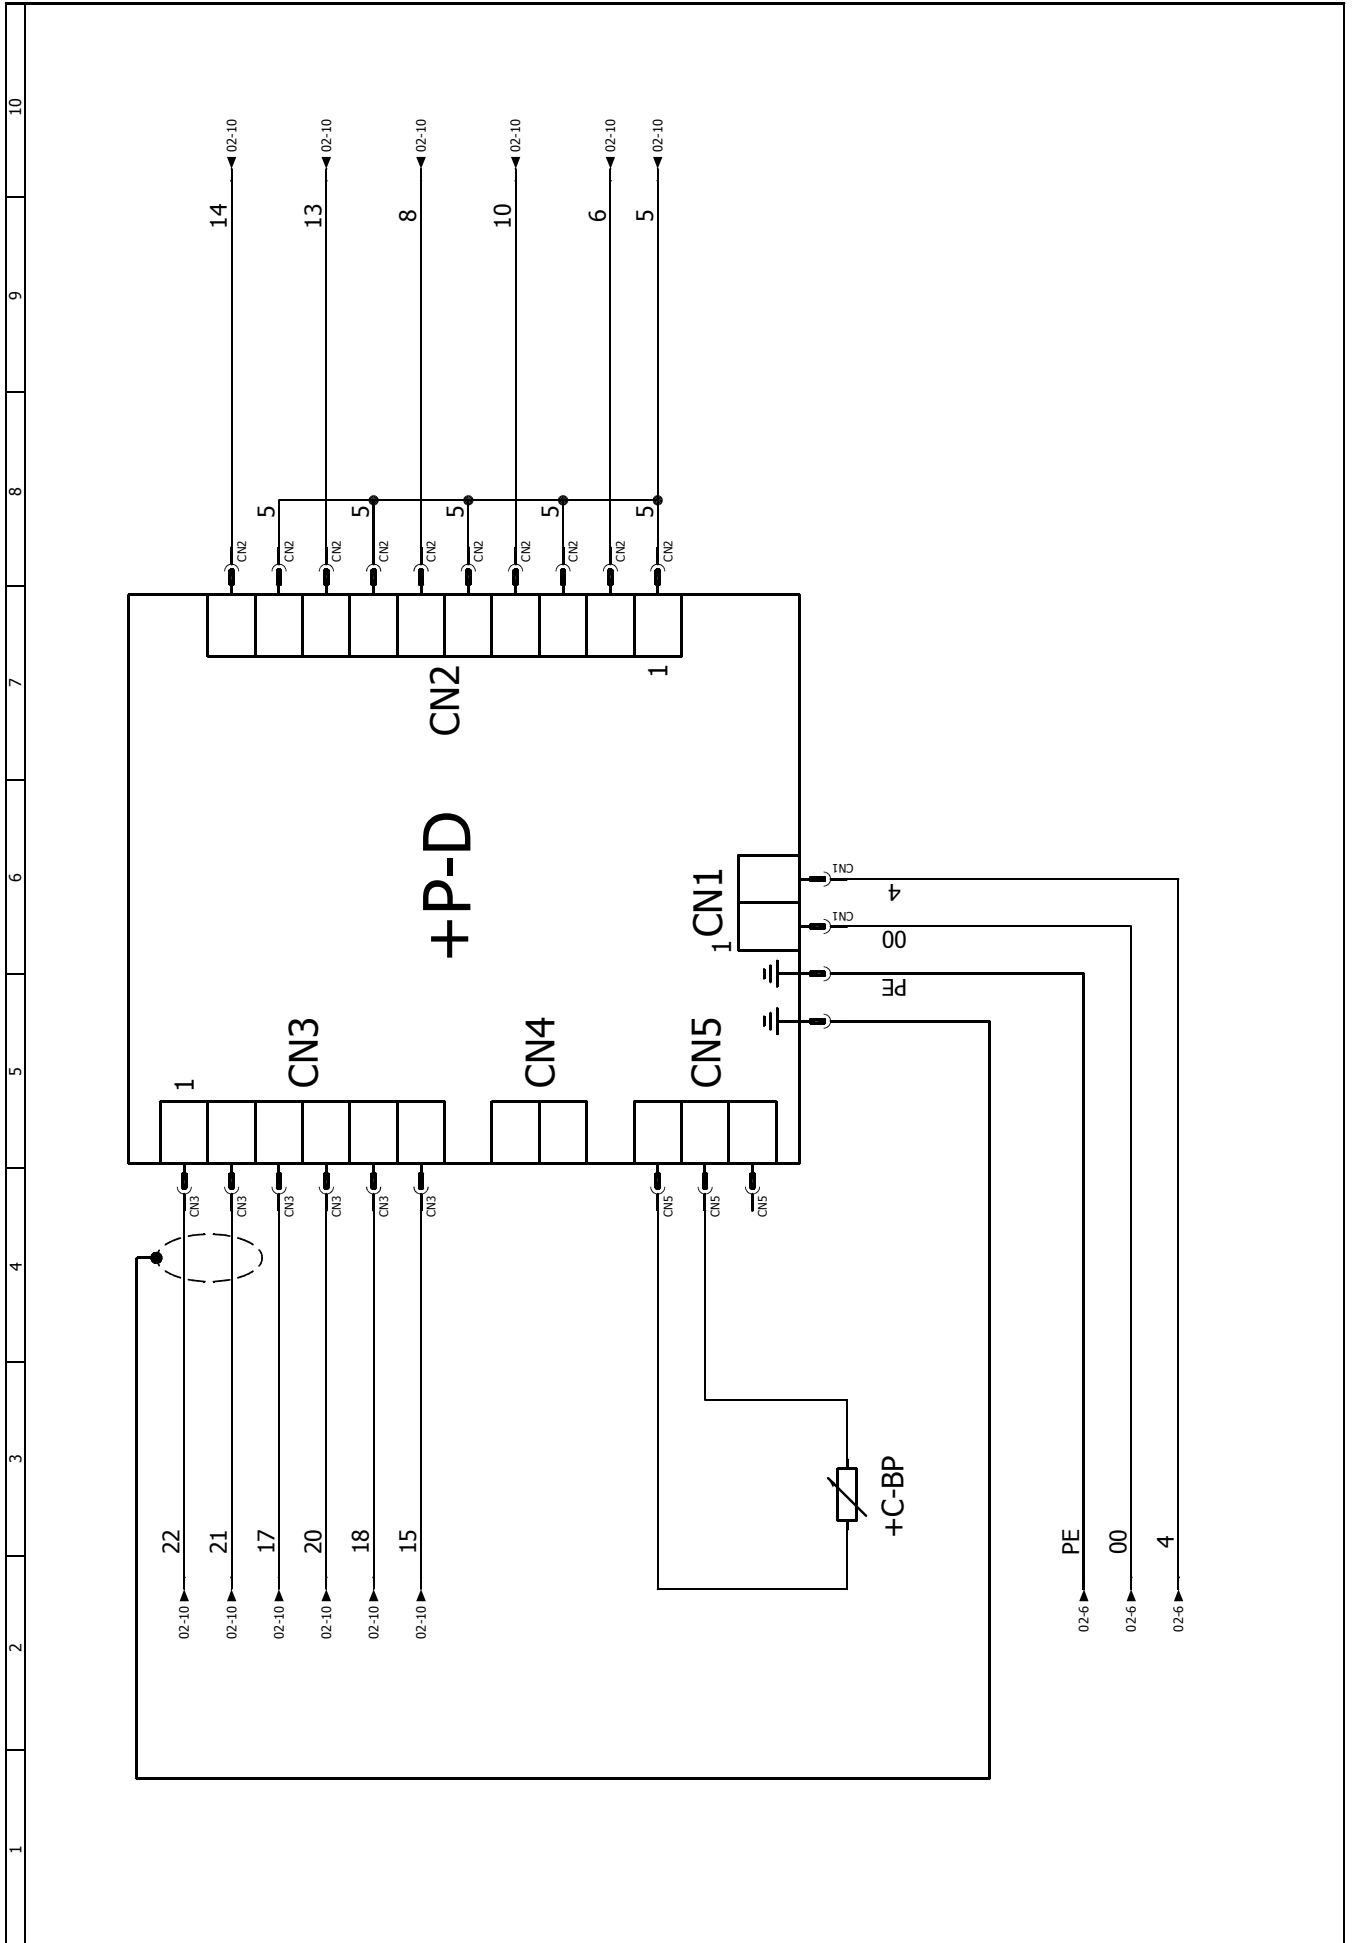 1 2 3 4 5 6 7 8 9 10
02-10 22 CN3 1
02-10 21 CN3 CN2 14 02-10
02-10 17 CN3 CN2 5
CN3
02-10 20 CN3 CN2 13 02-10
02-10 18 CN3 CN2 5
02-10 15 CN3 CN2 8 02-10
+P-D CN2
CN2 5
CN2 10 02-10
CN4
CN2 5
CN2 6 02-10
CN5 1 CN2 5 5 02-10
CN5 CN5 CN1
1
CN5
CN1 CN1
+C-BP PE 00 4
02-6 PE
02-6 00
02-6 4